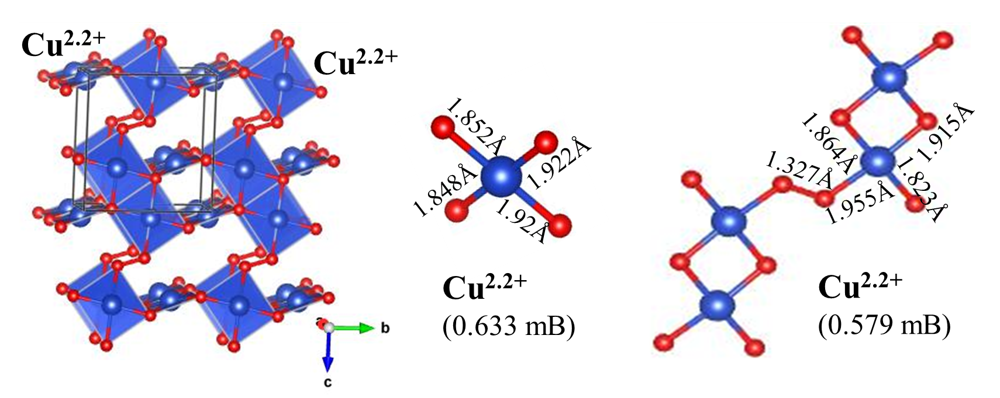 Cu2.2+
Cu2.2+
a
b
c
1.852Å
1.922Å
1.848Å
1.92Å
Cu2.2+
(0.633 mB)
1.864Å
1.915Å
1.327Å
1.823Å
1.955Å
Cu2.2+
(0.579 mB)